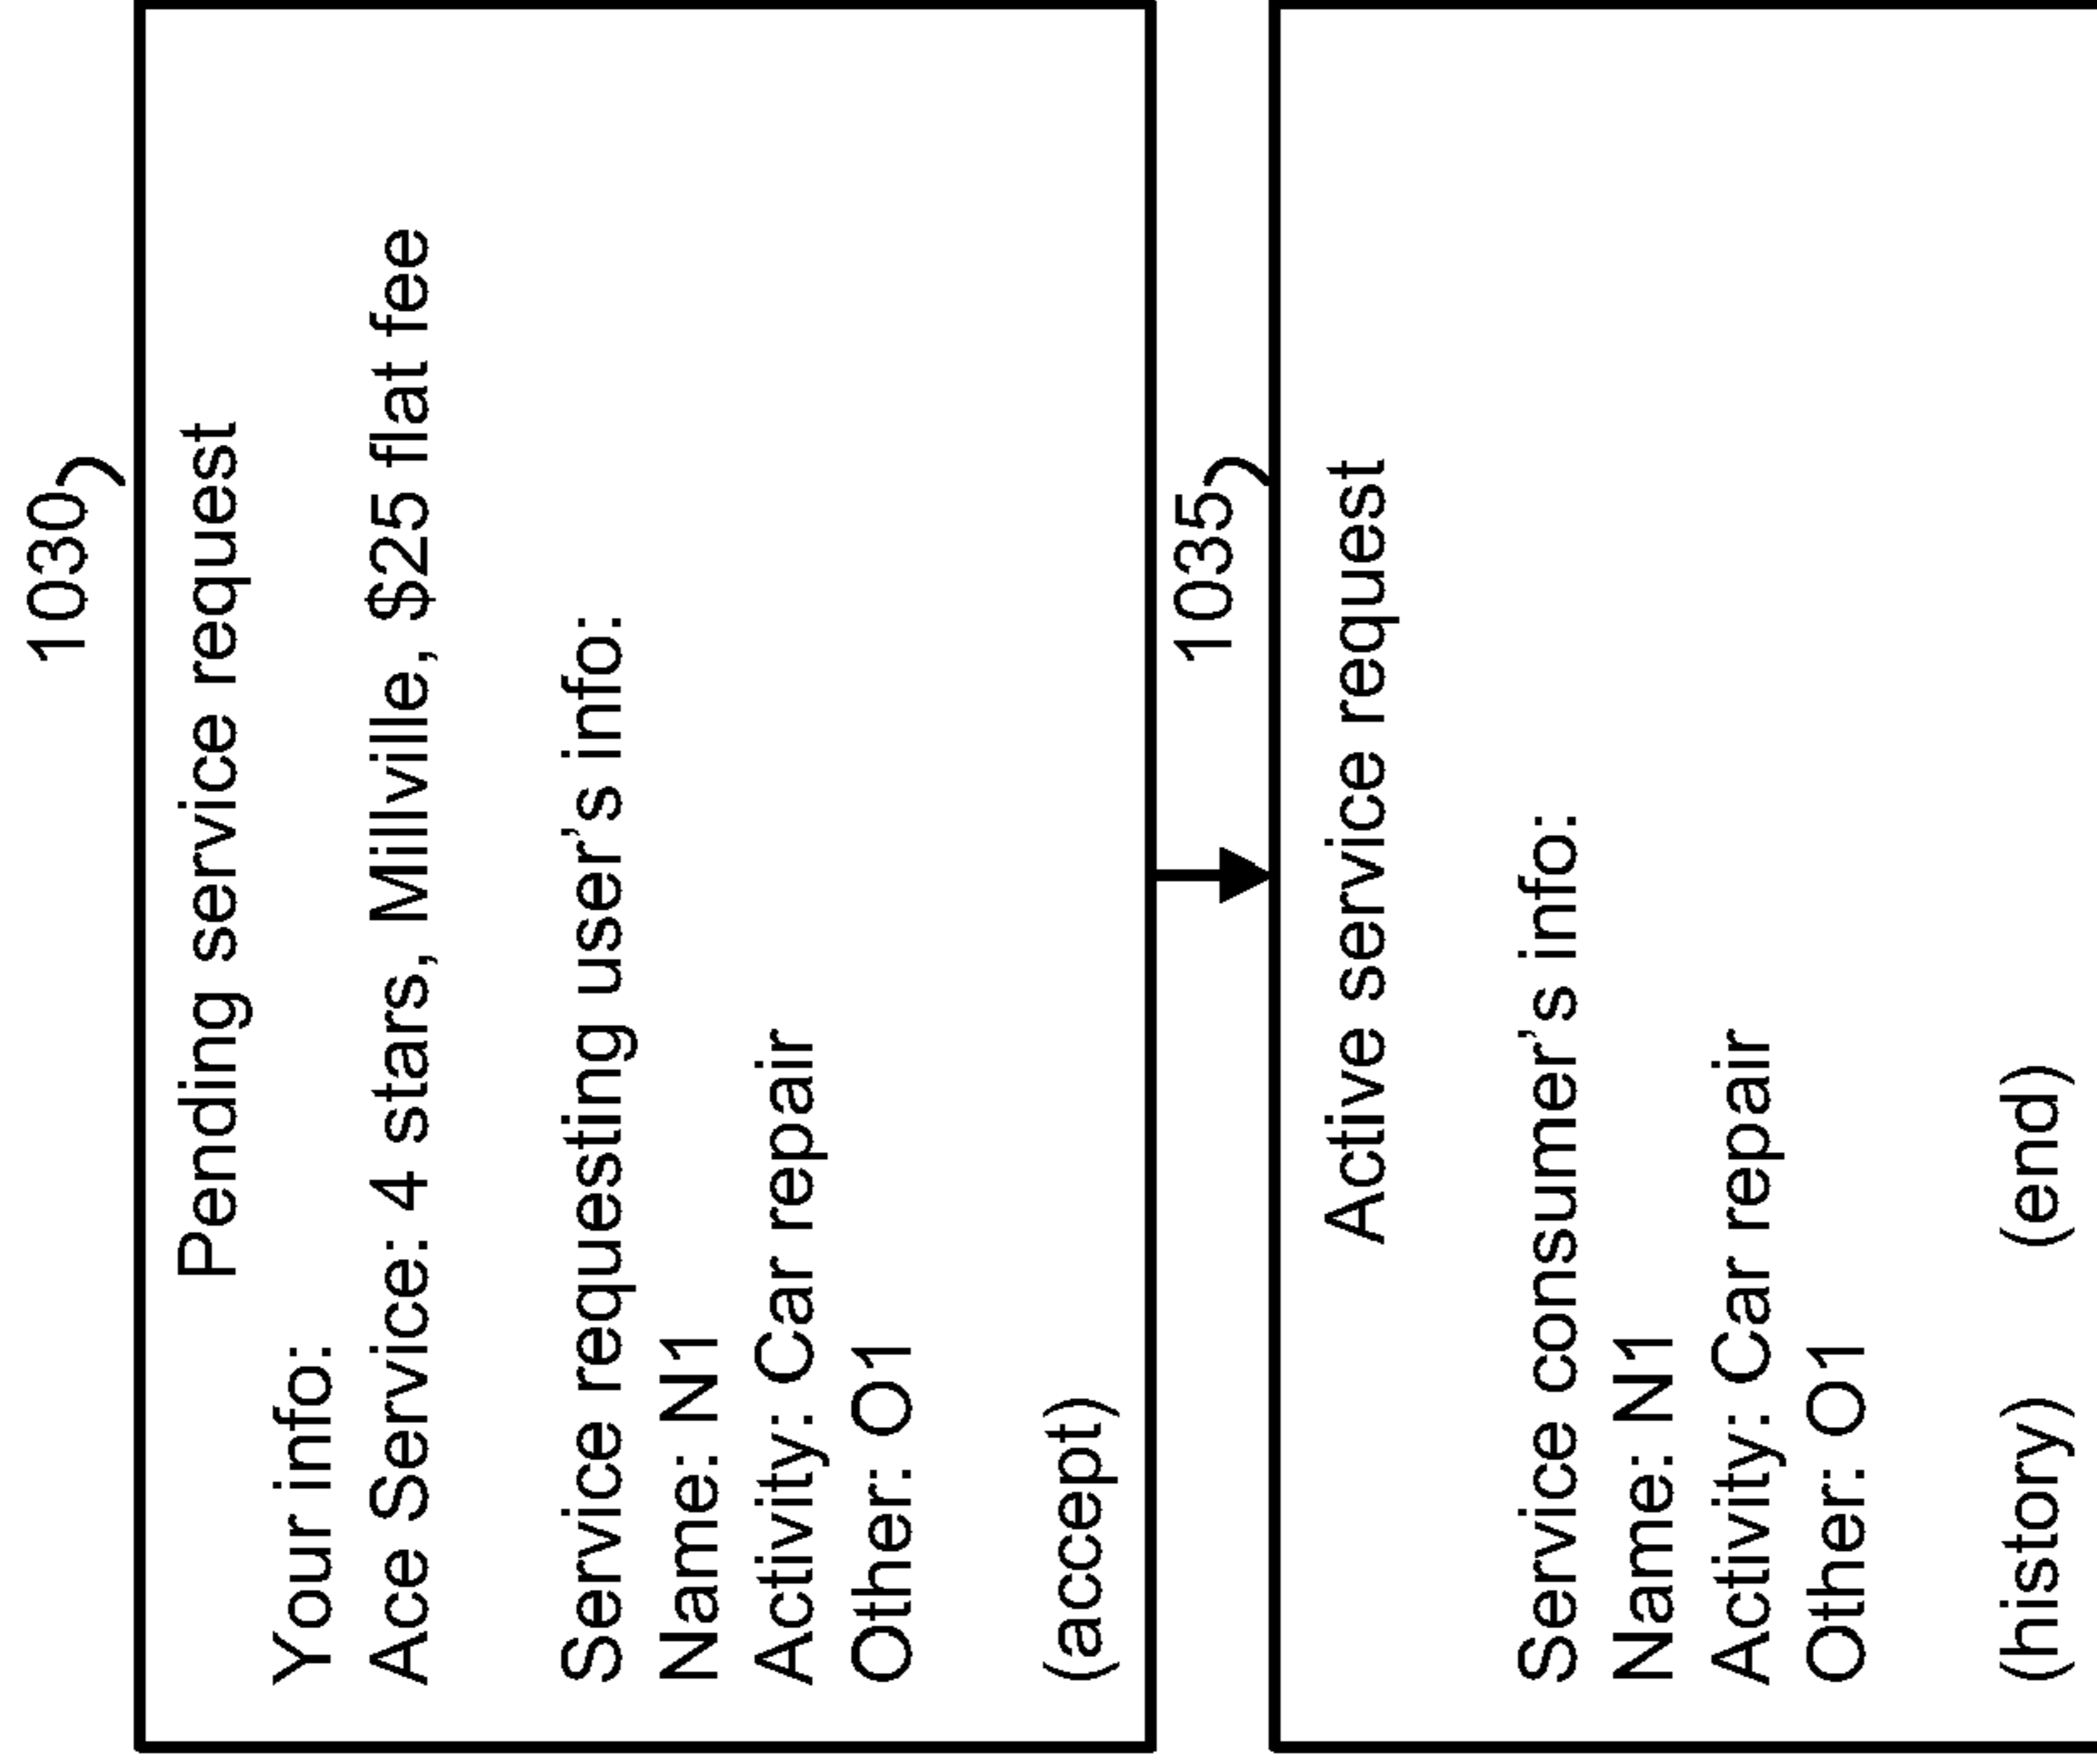 1030
Pending service request
Your info:
Ace Service: 4 stars, Millville, $25 flat fee
Service requesting user's info:
Name: N1
Activity: Car repair
Other: O1
(accept)
1035
Active service request
Service consumer's info:
Name: N1
Activity: Car repair
Other: O1
(history) (end)